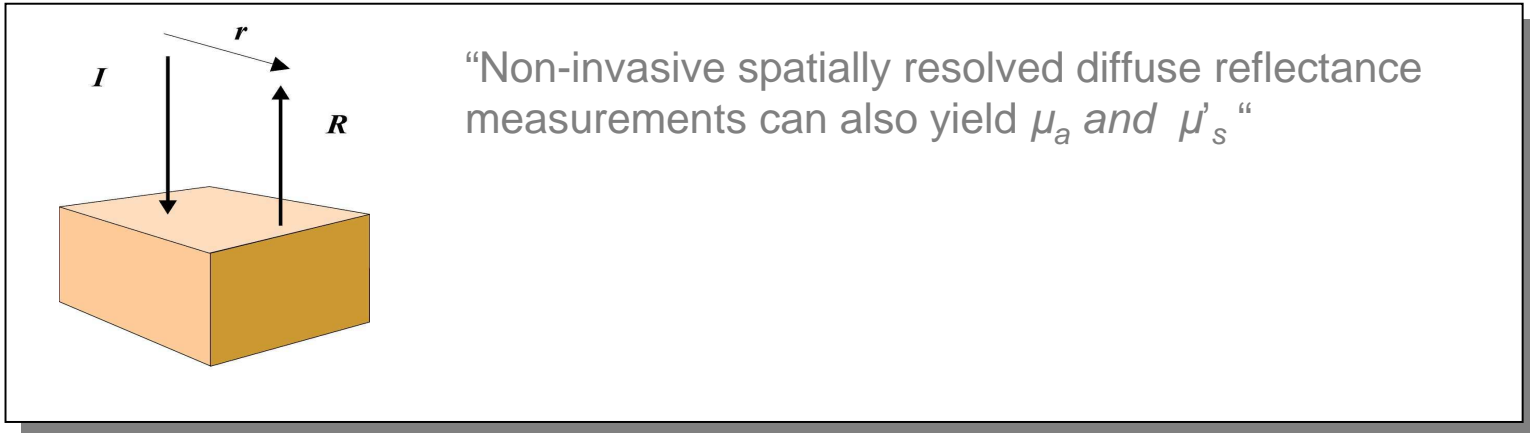 r
I
R
“Non-invasive spatially resolved diffuse reflectance
measurements can also yield μa and μ's “